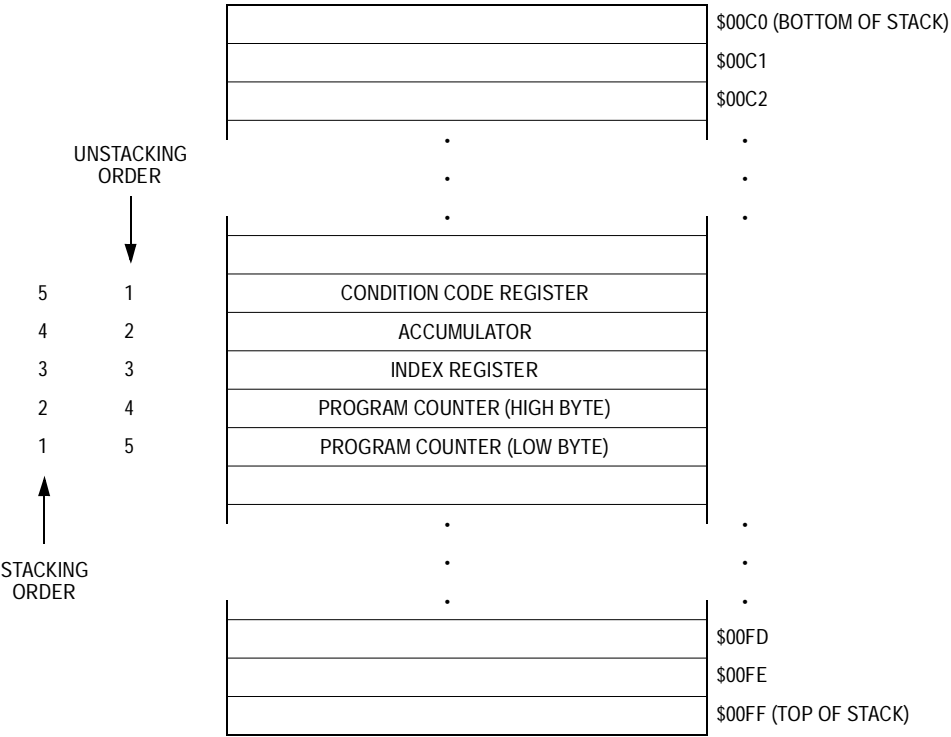 $00C0 (BOTTOM OF STACK)
$00C1
$00C2
UNSTACKING
ORDER
5 1 CONDITION CODE REGISTER
4 2 ACCUMULATOR
3 3 INDEX REGISTER
2 4 PROGRAM COUNTER (HIGH BYTE)
1 5 PROGRAM COUNTER (LOW BYTE)
STACKING
ORDER
$00FD
$00FE
$00FF (TOP OF STACK)